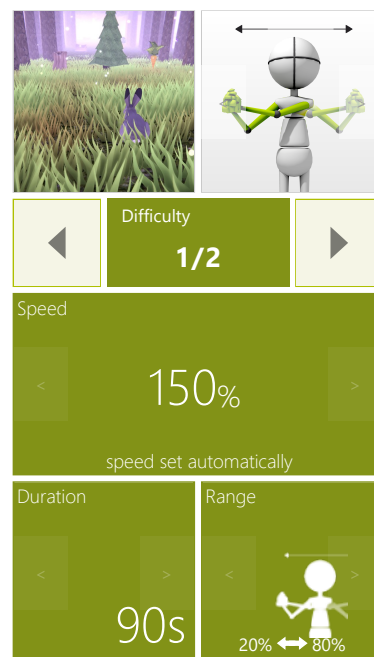 Difficulty
1/2
Speed
< 150% >
speed set automatically
Duration
< >
90s
Range
< >
20% 80%